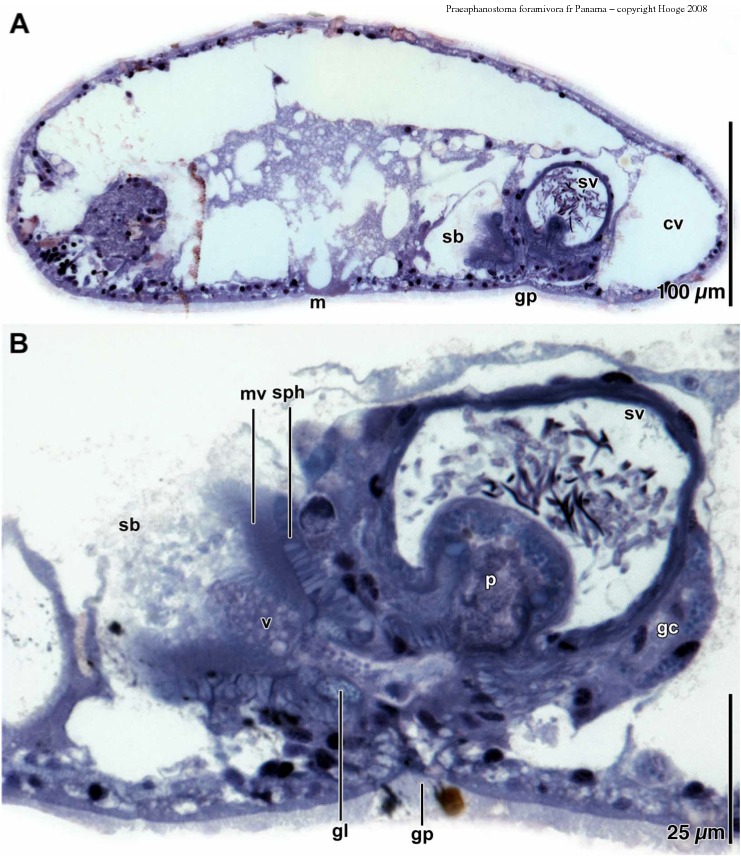 Praeaphanostoma foramivora fr Panama – copyright Hooge 2008
A
sv
sb
cv
100 µm
m
gp
B
mv sph
sv
sb
p
v
gc
25 µm
gl
gp